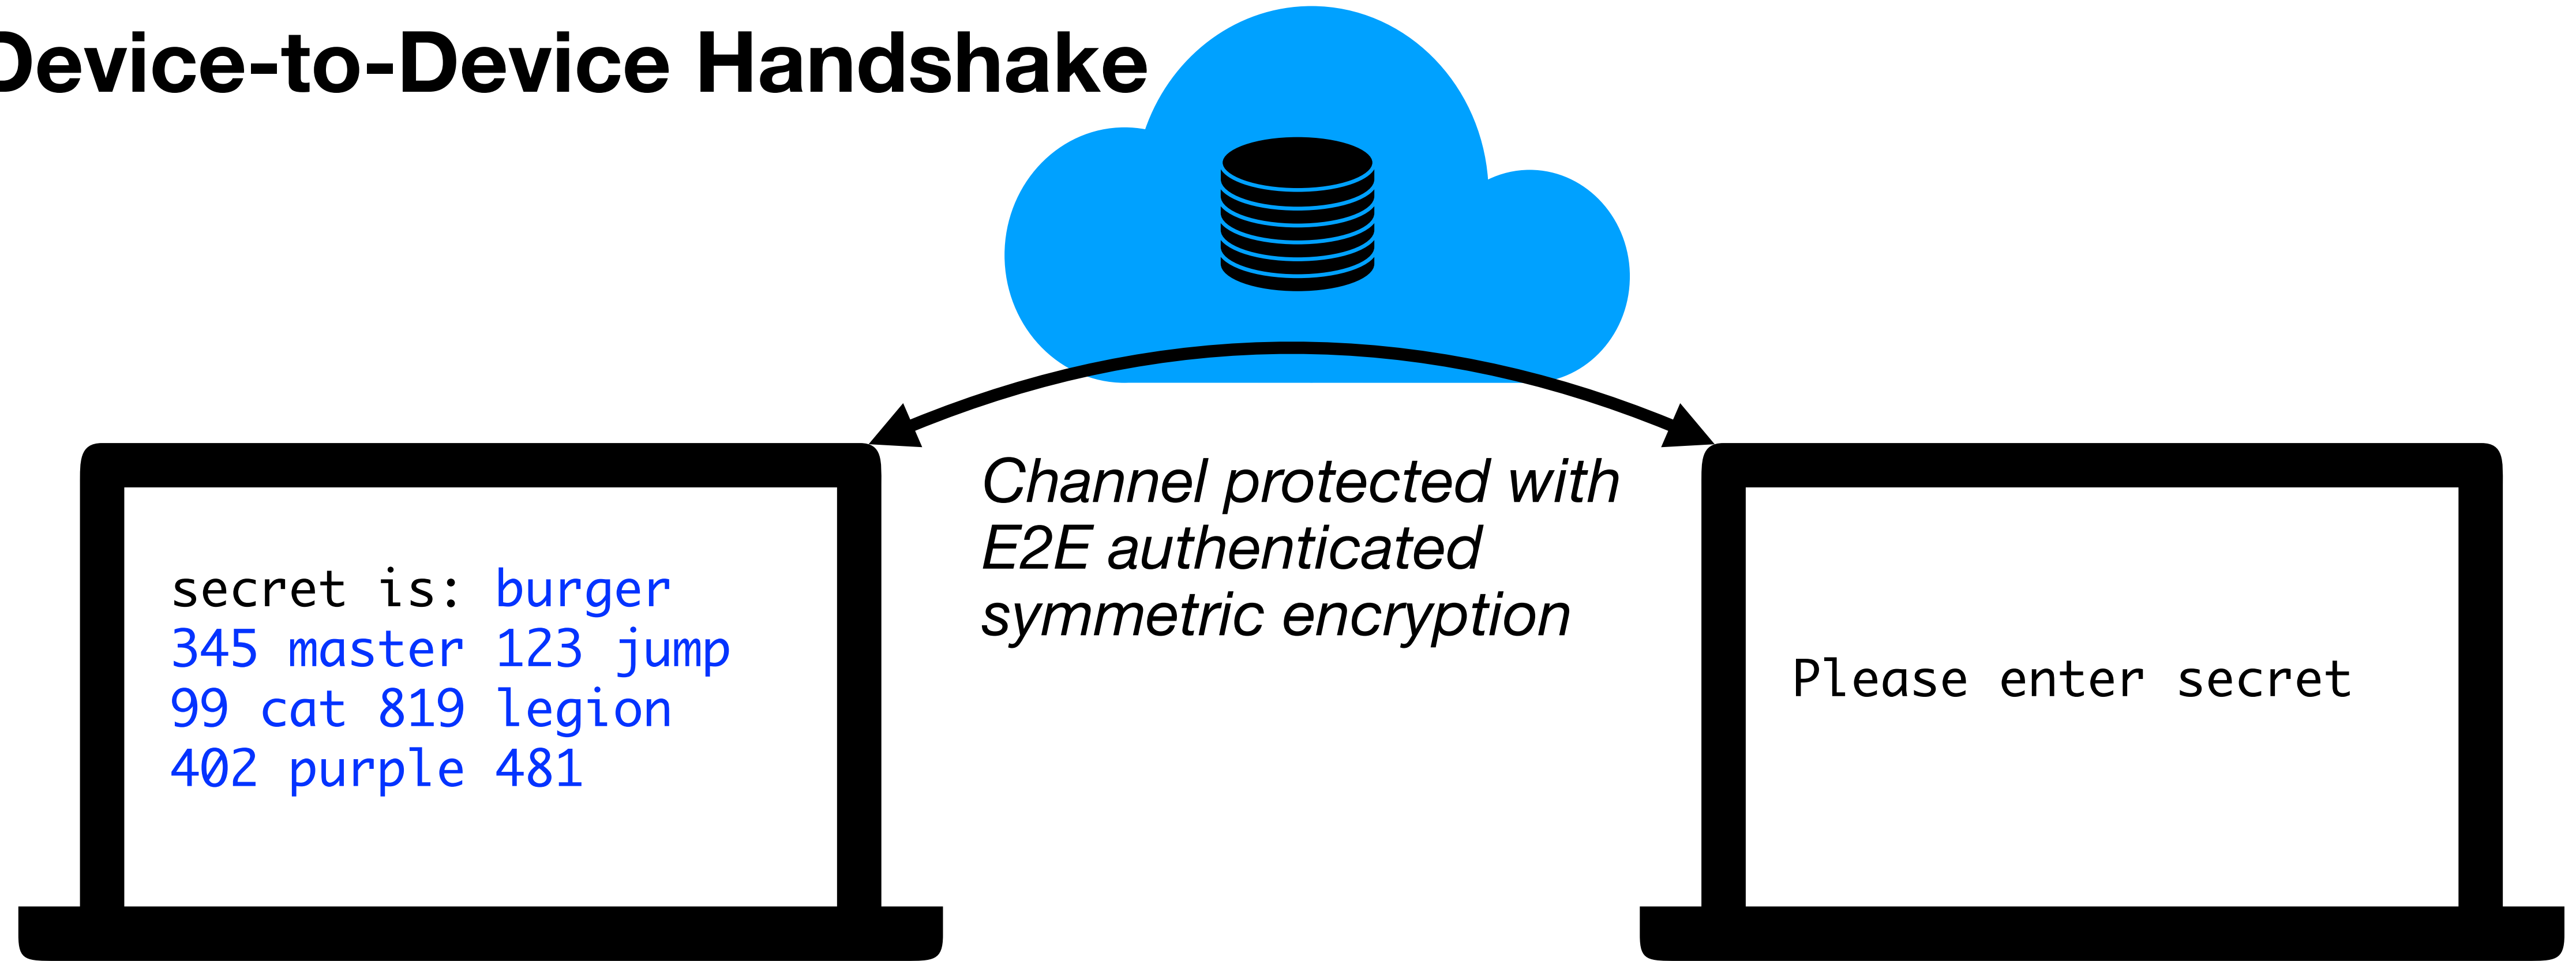 Device-to-Device Handshake
Channel protected with
E2E authenticated
symmetric encryption
secret is: burger
345 master 123 jump
99 cat 819 legion
402 purple 481
Please enter secret